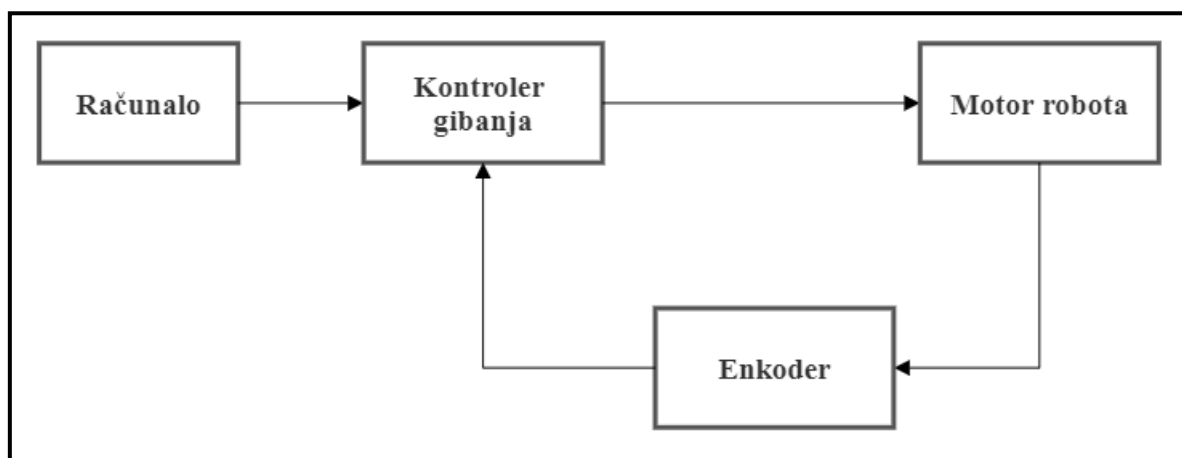 Računalo
Kontroler
gibanja
Motor robota
Enkoder